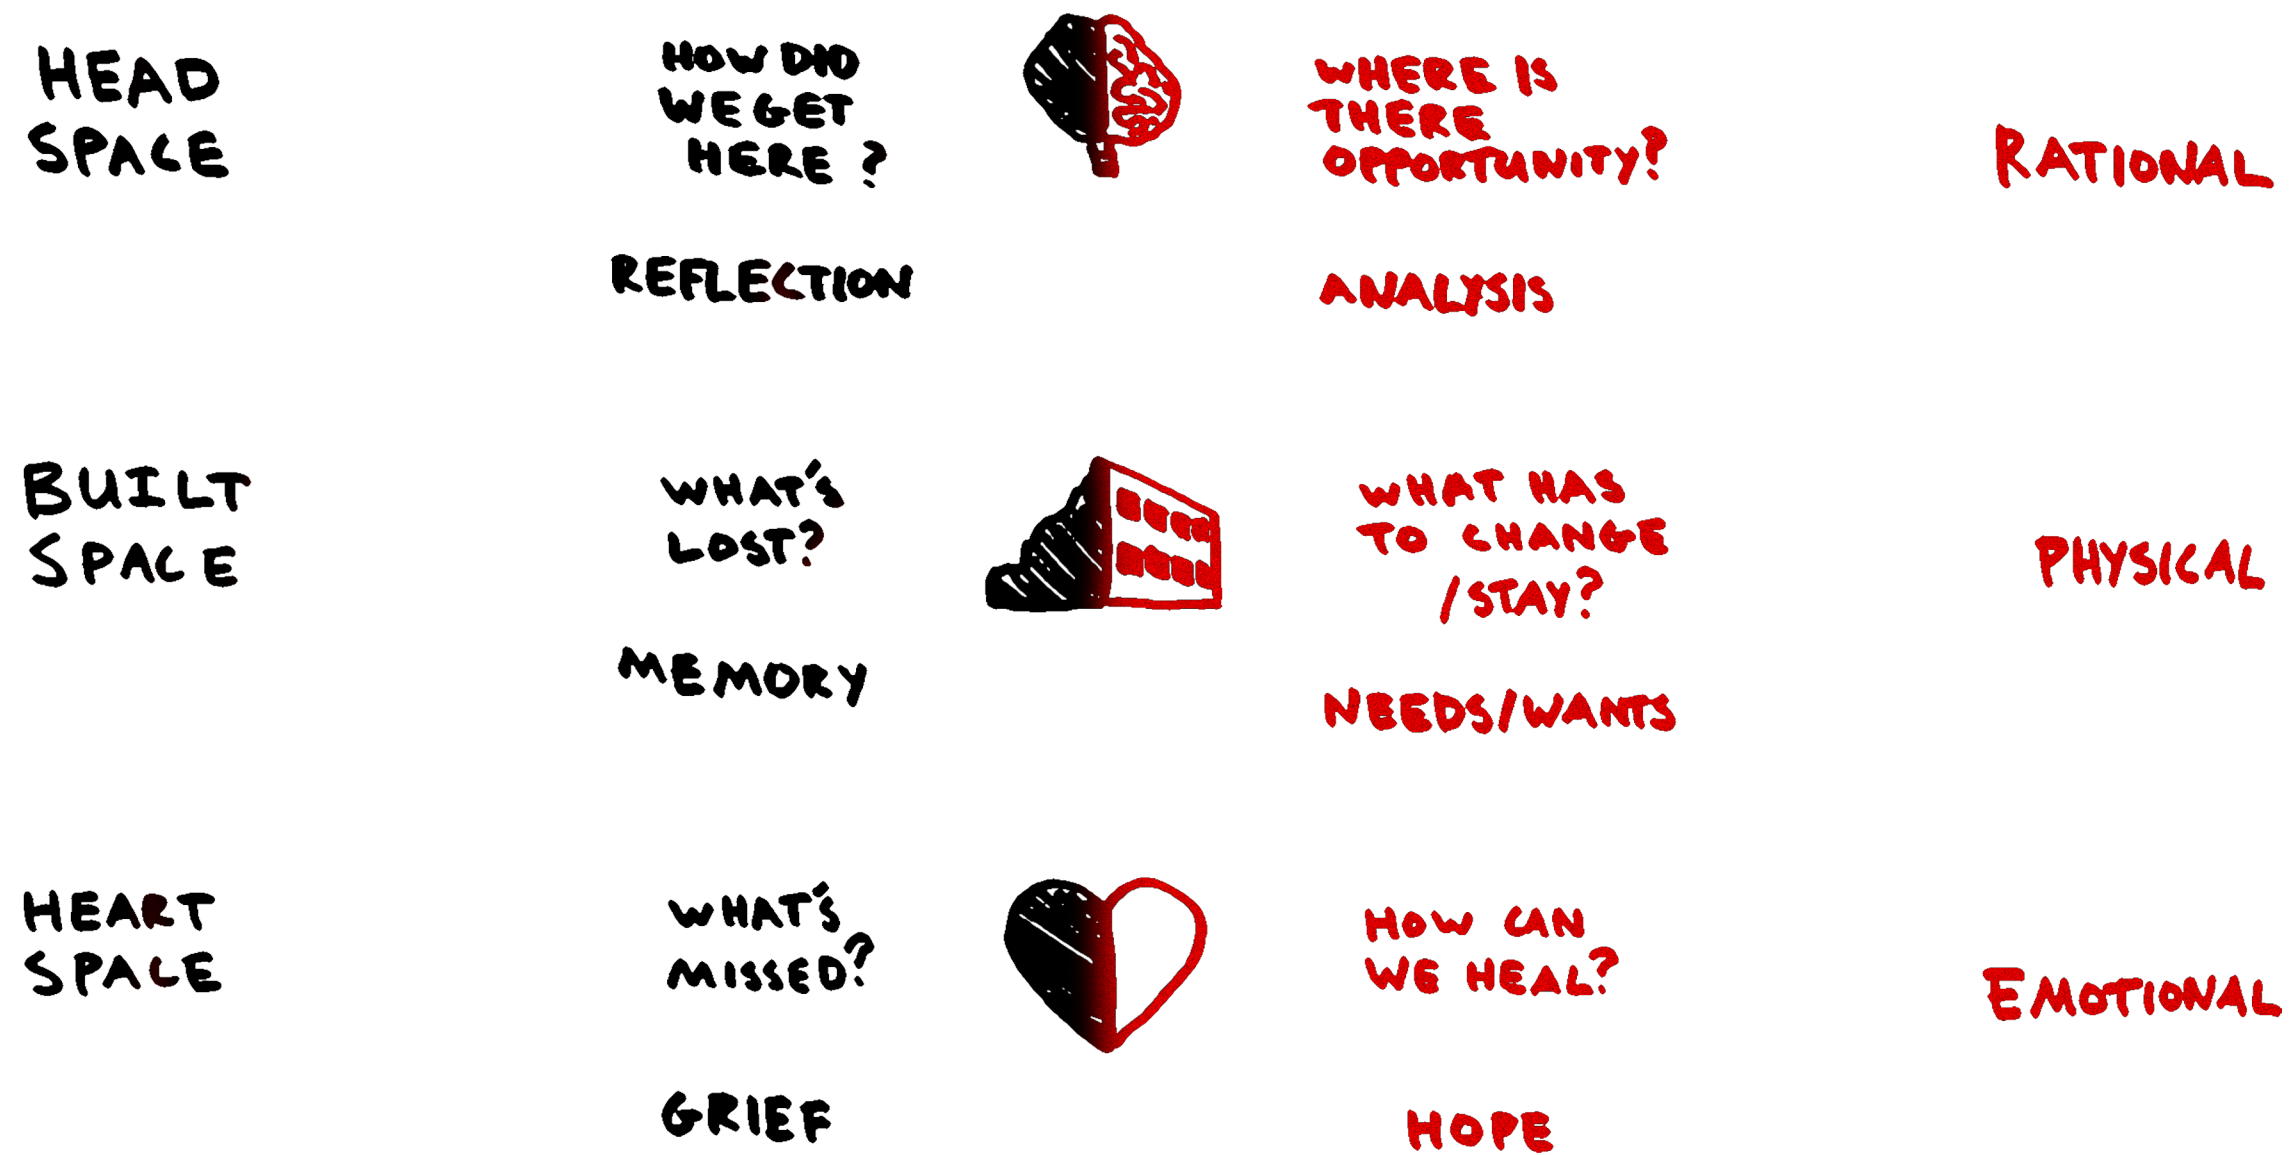 HEAD
SPACE
HOW DID
WE GET
HERE?
WHERE IS
THERE
OPPORTUNITY?
RATIONAL
REFLECTION
ANALYSIS
BUILT
SPACE
WHAT'S
LOST?
WHAT HAS
TO CHANGE
/STAY?
PHYSICAL
MEMORY
NEEDS/WANTS
HEART
SPACE
WHAT'S
MISSED?
HOW CAN
WE HEAL?
EMOTIONAL
GRIEF
HOPE